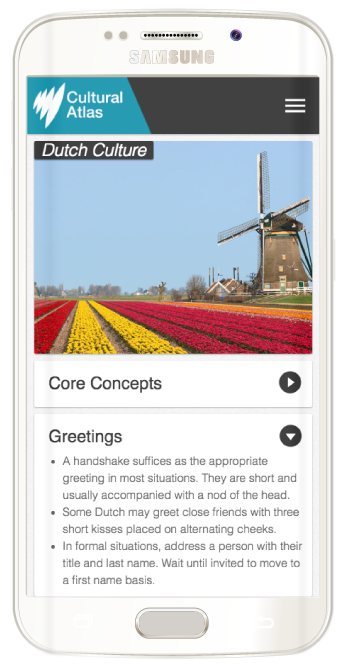 SAMSUNG
Cultural
Atlas
Dutch Culture
Core Concepts
Greetings
• A handshake suffices as the appropriate
greeting in most situations. They are short and
usually accompanied with a nod of the head.
• Some Dutch may greet close friends with three
short kisses placed on alternating cheeks.
• In formal situations, address a person with their
title and last name. Wait until invited to move to
a first name basis.